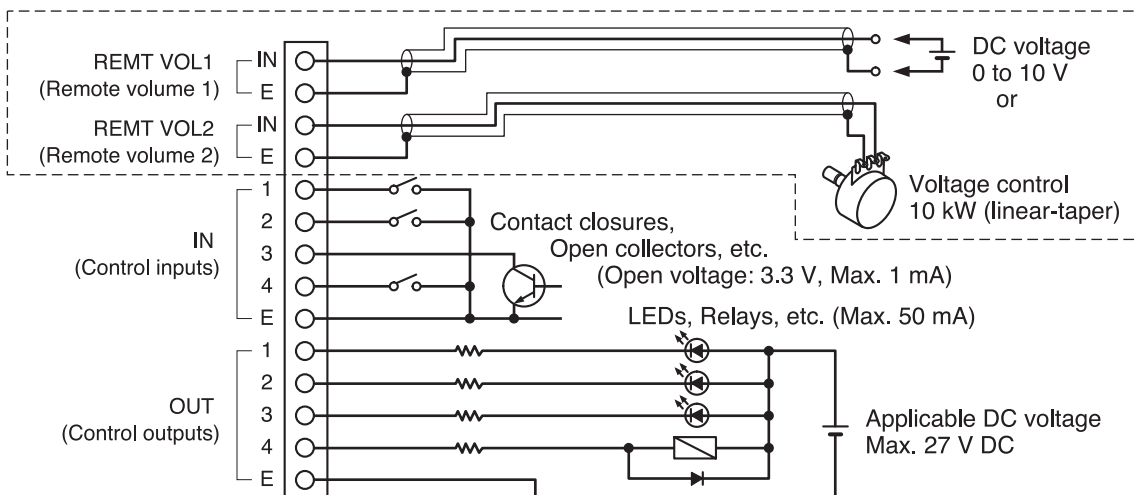 REMT VOL1
(Remote volume 1)
IN
E
DC voltage
0 to 10 V
or
REMT VOL2
(Remote volume 2)
IN
E
Voltage control
10 kW (linear-taper)
IN
(Control inputs)
1
2
3
4
E
Contact closures,
Open collectors, etc.
(Open voltage: 3.3 V, Max. 1 mA)
LEDs, Relays, etc. (Max. 50 mA)
OUT
(Control outputs)
1
2
3
4
E
Applicable DC voltage
Max. 27 V DC